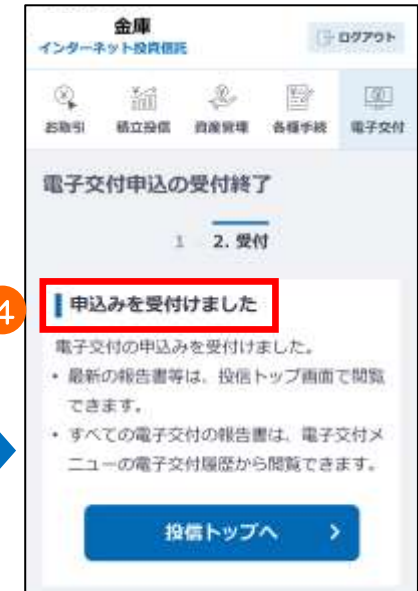 金庫
インターネット投資信託
ログアウト
お取引 積立投信 資産管理 各種手続 電子交付
電子交付申込の受付終了
1 2. 受付
4
申込みを受付けました
電子交付の申込みを受付けました。
・ 最新の報告書等は、投信トップ画面で閲覧
できます。
・ すべての電子交付の報告書は、電子交付メ
ニューの電子交付履歴から閲覧できます。
投信トップへ >